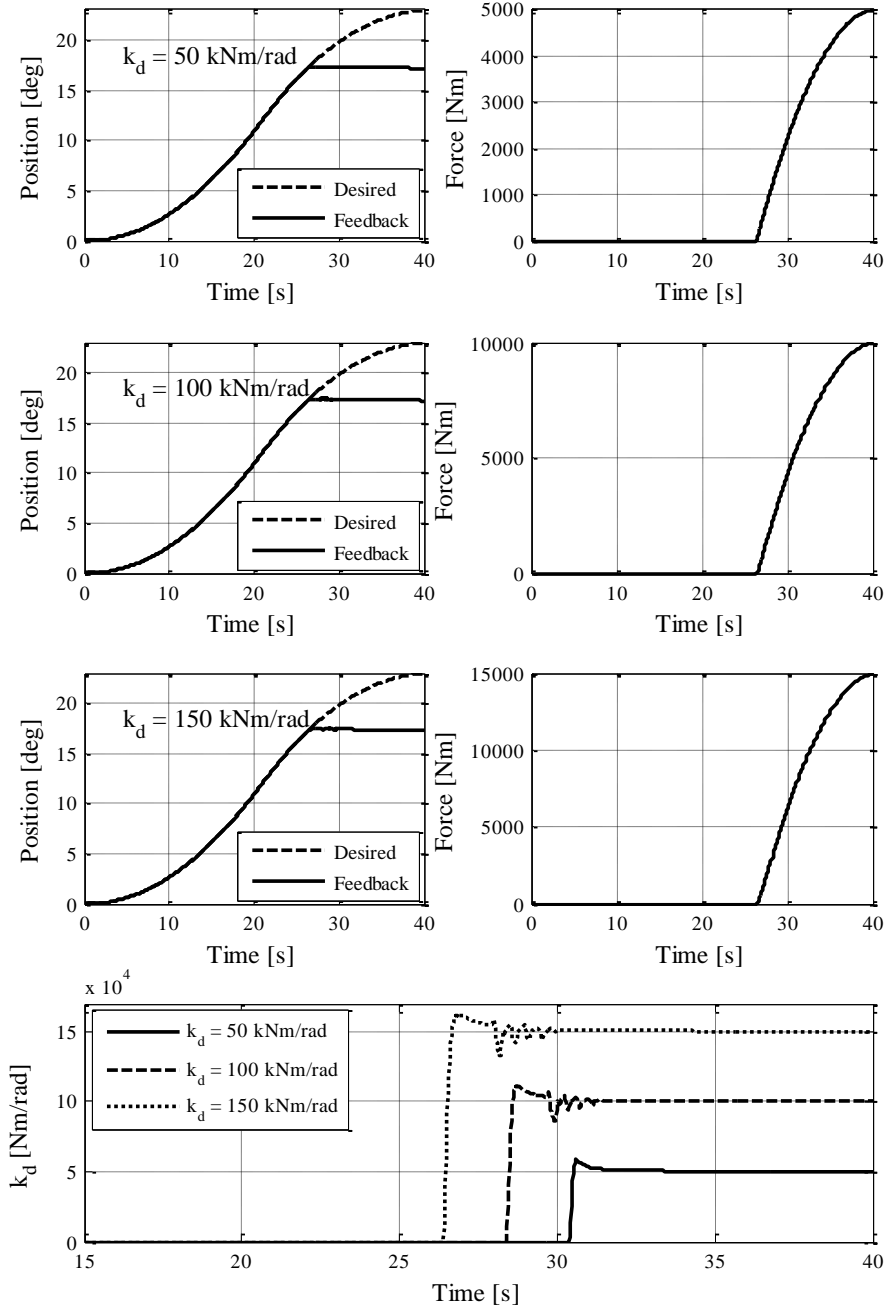 k_d = 50 kNm/rad
Position [deg]
20
15
10
5
0
0 10 20 30 40
Time [s]
Desired
Feedback
Force [Nm]
5000
4000
3000
2000
1000
0
0 10 20 30 40
Time [s]
k_d = 100 kNm/rad
Position [deg]
20
15
10
5
0
0 10 20 30 40
Time [s]
Desired
Feedback
Force [Nm]
10000
5000
0
0 10 20 30 40
Time [s]
k_d = 150 kNm/rad
Position [deg]
20
15
10
5
0
0 10 20 30 40
Time [s]
Desired
Feedback
Force [Nm]
15000
10000
5000
0
0 10 20 30 40
Time [s]
x 10^4
k_d [Nm/rad]
15
10
5
0
k_d = 50 kNm/rad
k_d = 100 kNm/rad
k_d = 150 kNm/rad
15 20 25 30 35 40
Time [s]